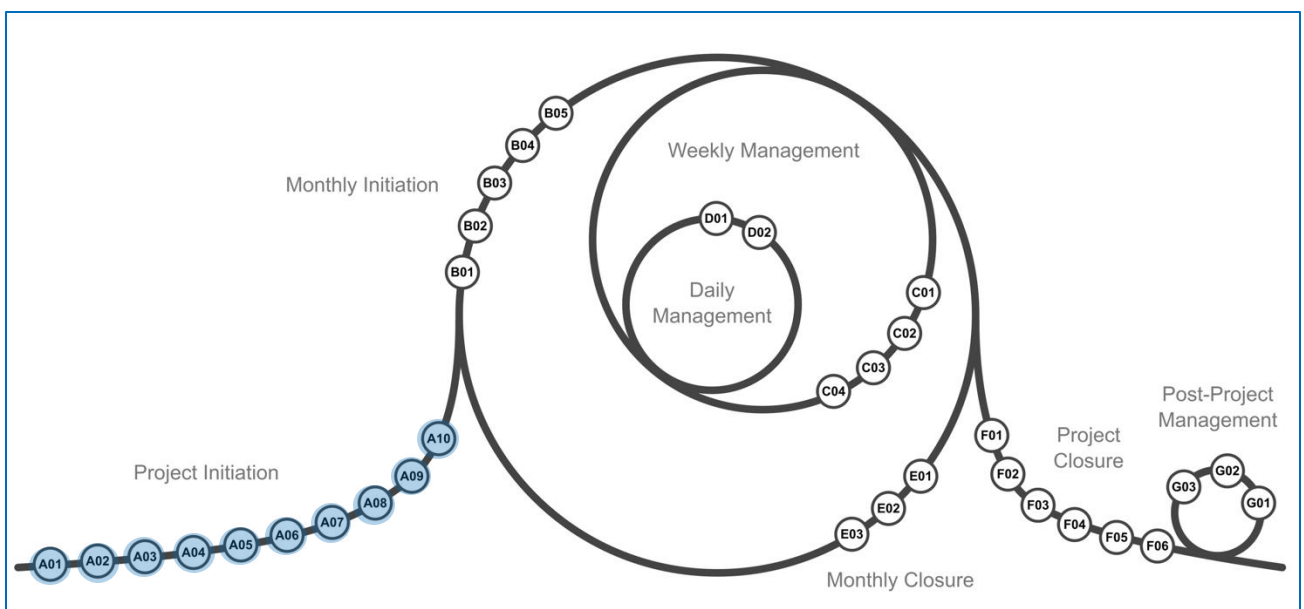 Project Initiation
A01
A02
A03
A04
A05
A06
A07
A08
A09
A10
Monthly Initiation
B01
B02
B03
B04
B05
Weekly Management
C01
C02
C03
C04
Daily
Management
D01
D02
Monthly Closure
E01
E02
E03
Project
Closure
F01
F02
F03
F04
F05
F06
Post-Project
Management
G01
G02
G03